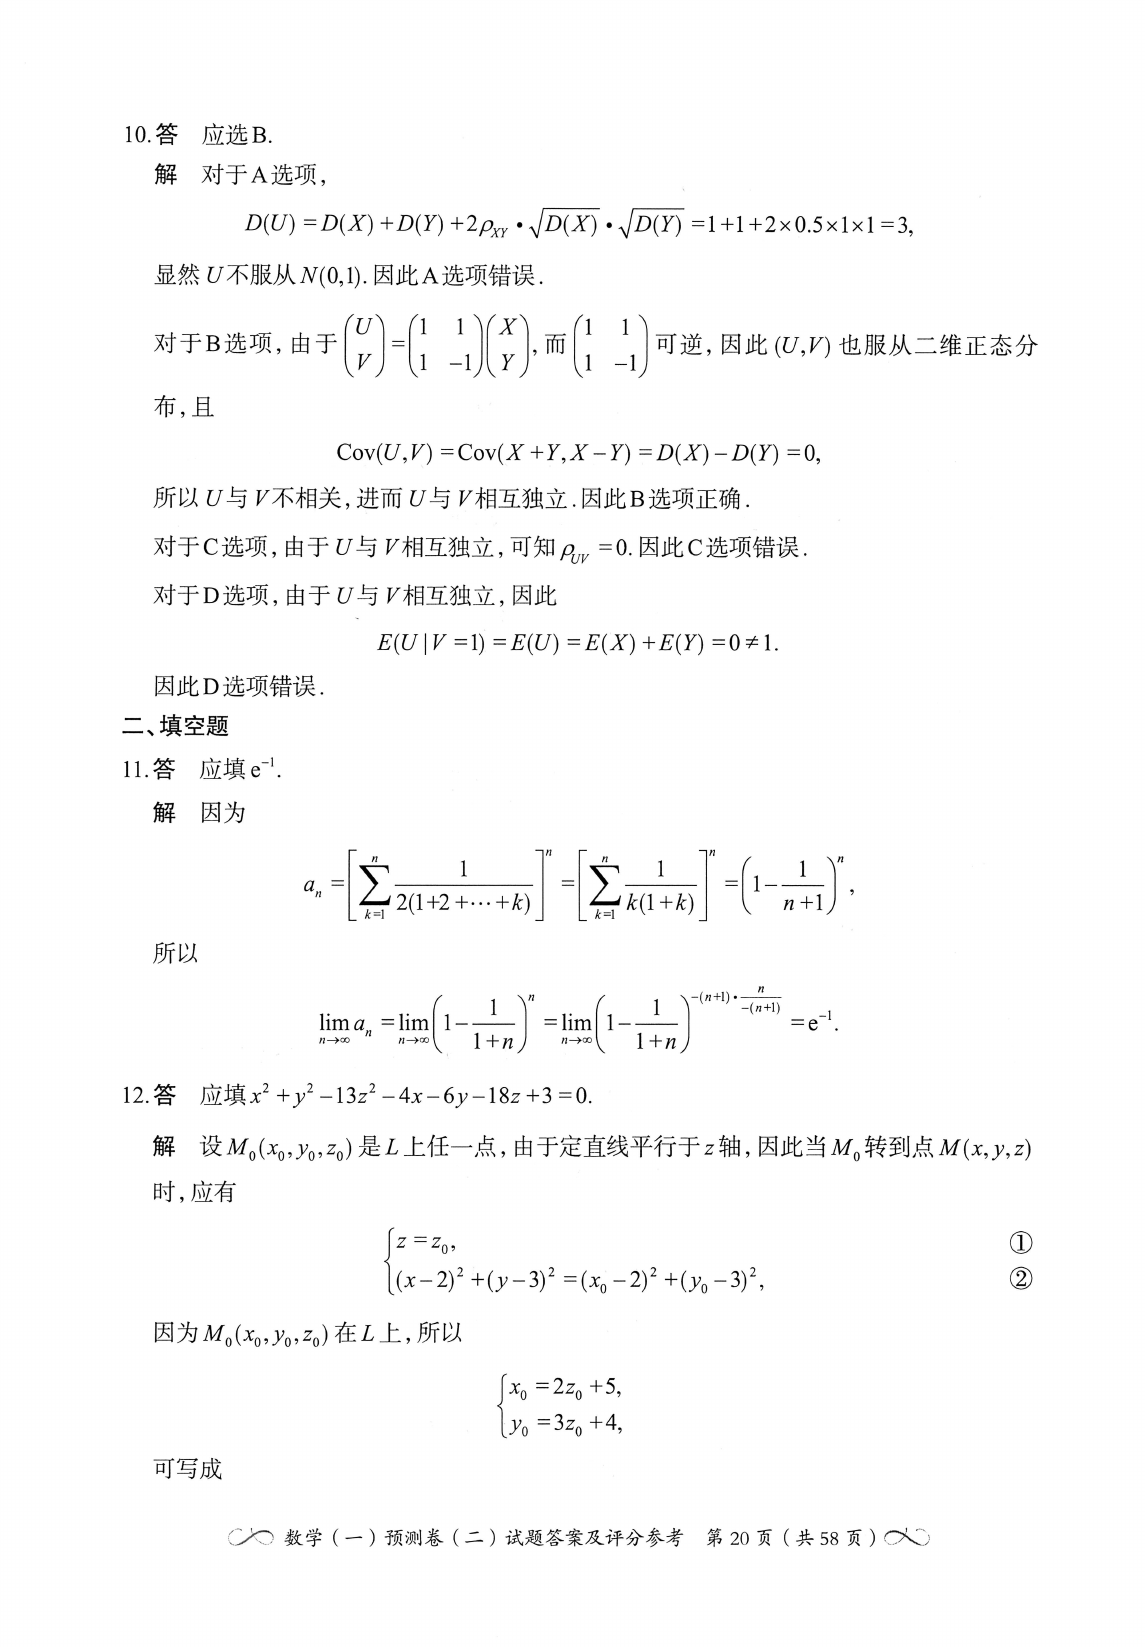 10.答 应选B.
解 对于A选项,
D(U) =D(X) +D(Y) +2ρ_{XY} • √D(X) • √D(Y) =1+1+2×0.5×1×1=3,
显然 U不服从 N(0,1). 因此A选项错误.
对于B选项, 由于 (U V) = (1 1; 1 −1)(X Y), 而 (1 1; 1 −1) 可逆, 因此 (U,V) 也服从二维正态分
布, 且
Cov(U,V) =Cov(X +Y,X −Y) =D(X) − D(Y) =0,
所以 U与 V不相关, 进而 U与 V相互独立. 因此B选项正确.
对于C选项, 由于 U与 V相互独立, 可知 ρ_{UV} =0. 因此C选项错误.
对于D选项, 由于 U与 V相互独立, 因此
E(U | V =1) =E(U) =E(X) +E(Y) =0≠1.
因此D选项错误.
二、填空题
11.答 应填 e⁻¹.
解 因为
a_n = [∑_{k=1}^{n} 1/(2(1+2+⋯+k))]^n = [∑_{k=1}^{n} 1/(k(1+k))]^n = (1− 1/(n+1))^n,
所以
lim_{n→∞} a_n = lim_{n→∞} (1− 1/(1+n))^n = lim_{n→∞} (1− 1/(1+n))^{−(n+1)• n/(−(n+1))} =e⁻¹.
12.答 应填 x² +y² −13z² −4x−6y−18z +3=0.
解 设 M₀(x₀,y₀,z₀) 是 L上任一点, 由于定直线平行于 z轴, 因此当 M₀转到点 M(x,y,z)
时, 应有
{ z =z₀, ①
(x−2)² +(y−3)² =(x₀ −2)² +(y₀ −3)², ②
因为 M₀(x₀,y₀,z₀) 在 L上, 所以
{ x₀ =2z₀ +5,
y₀ =3z₀ +4,
可写成
数学(一)预测卷(二)试题答案及评分参考 第20页(共58页)